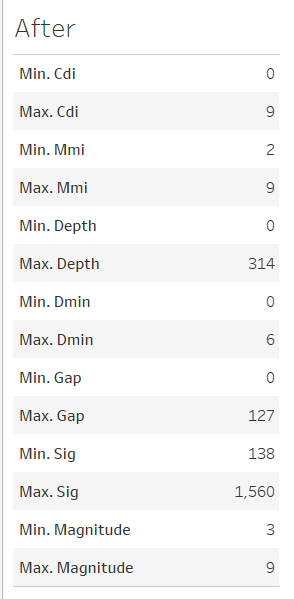 After
Min. Cdi 0
Max. Cdi 9
Min. Mmi 2
Max. Mmi 9
Min. Depth 0
Max. Depth 314
Min. Dmin 0
Max. Dmin 6
Min. Gap 0
Max. Gap 127
Min. Sig 138
Max. Sig 1,560
Min. Magnitude 3
Max. Magnitude 9